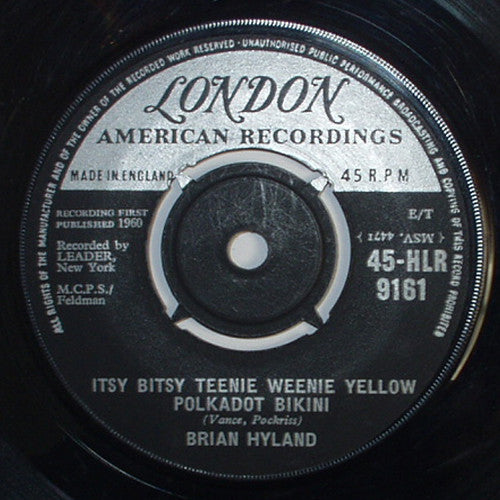 ALL RIGHTS OF THE MANUFACTURER AND OF THE OWNER OF THE RECORDED WORK RESERVED · UNAUTHORISED PUBLIC PERFORMANCE BROADCASTING AND COPYING OF THIS RECORD PROHIBITED
LONDON
AMERICAN RECORDINGS
MADE IN ENGLAND
45 R.P.M
RECORDING FIRST
PUBLISHED 1960
Recorded by
LEADER,
New York
M.C.P.S./
Feldman
E/T
( MSV. 4471 )
45-HLR
9161
ITSY BITSY TEENIE WEENIE YELLOW
POLKADOT BIKINI
(Vance, Pockriss)
BRIAN HYLAND